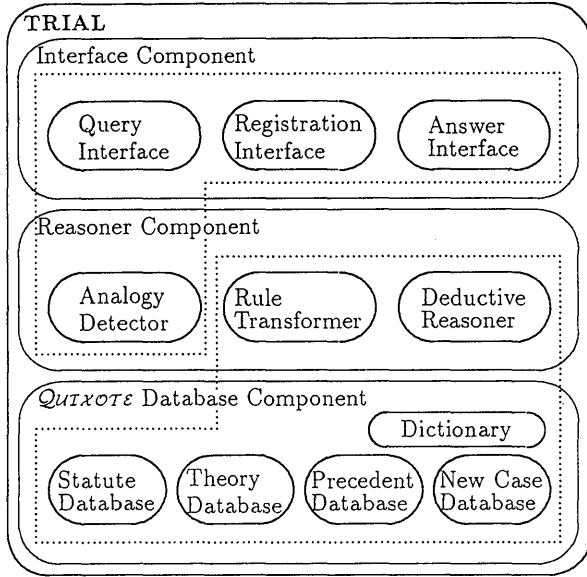 TRIAL
Interface Component
Query
Interface
Registration
Interface
Answer
Interface
Reasoner Component
Analogy
Detector
Rule
Transformer
Deductive
Reasoner
QUIXOTE Database Component
Dictionary
Statute
Database
Theory
Database
Precedent
Database
New Case
Database